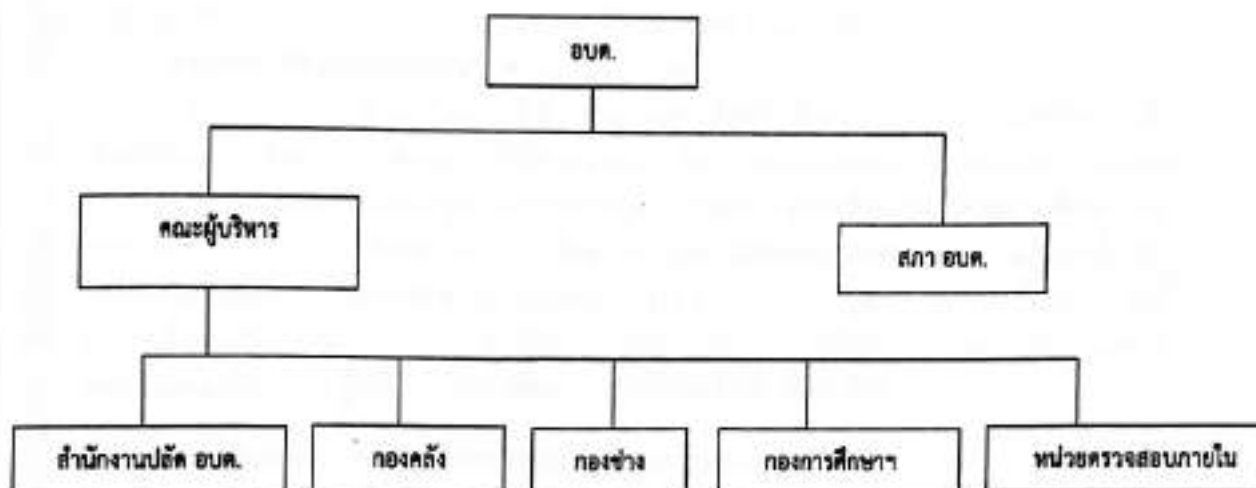 อบต.
คณะผู้บริหาร
สภา อบต.
สำนักงานปลัด อบต.
กองคลัง
กองช่าง
กองการศึกษาฯ
หน่วยตรวจสอบภายใน